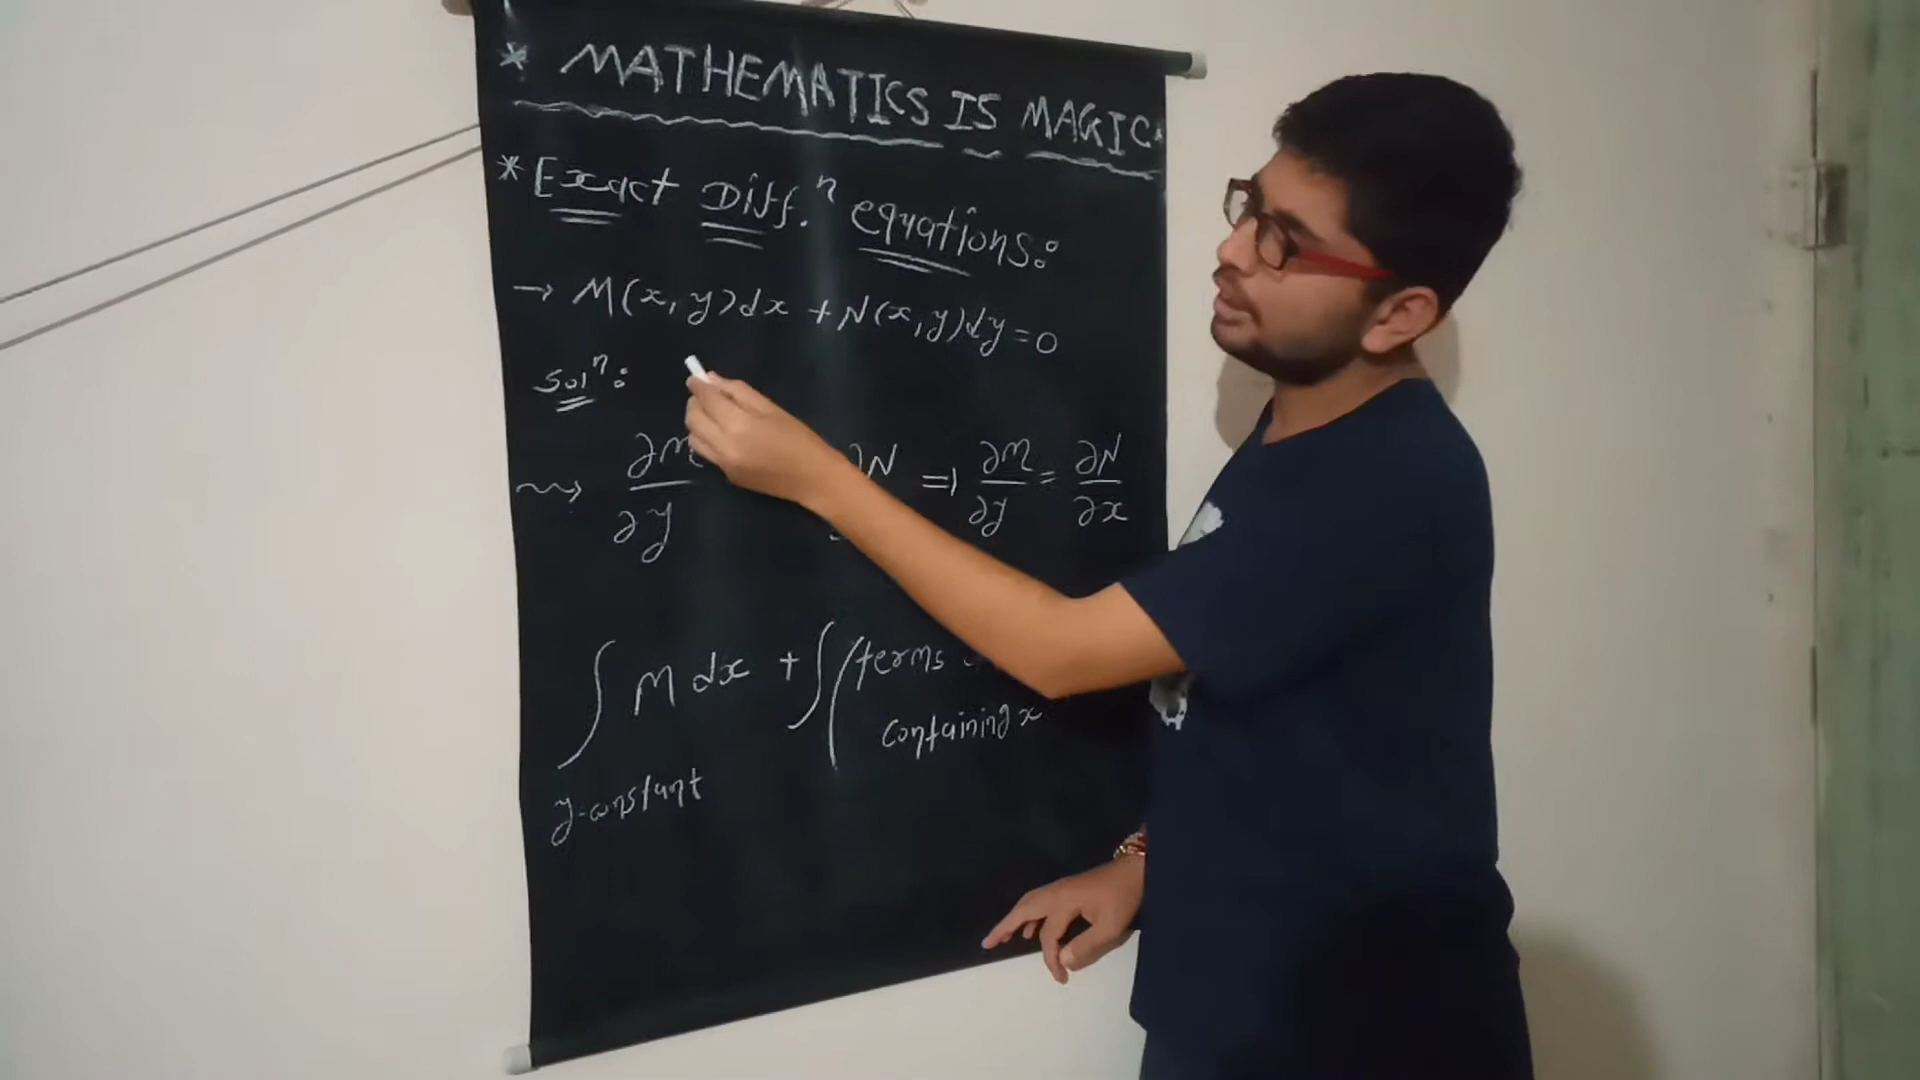 * MATHEMATICS IS MAGIC
* Exact Diff.ⁿ equations:
→ M(x,y)dx + N(x,y)dy = 0
Solⁿ:
∂M/∂y ∂N ⇒ ∂M/∂y = ∂N/∂x
∫ M dx + ∫ (terms
containing x
y-constant